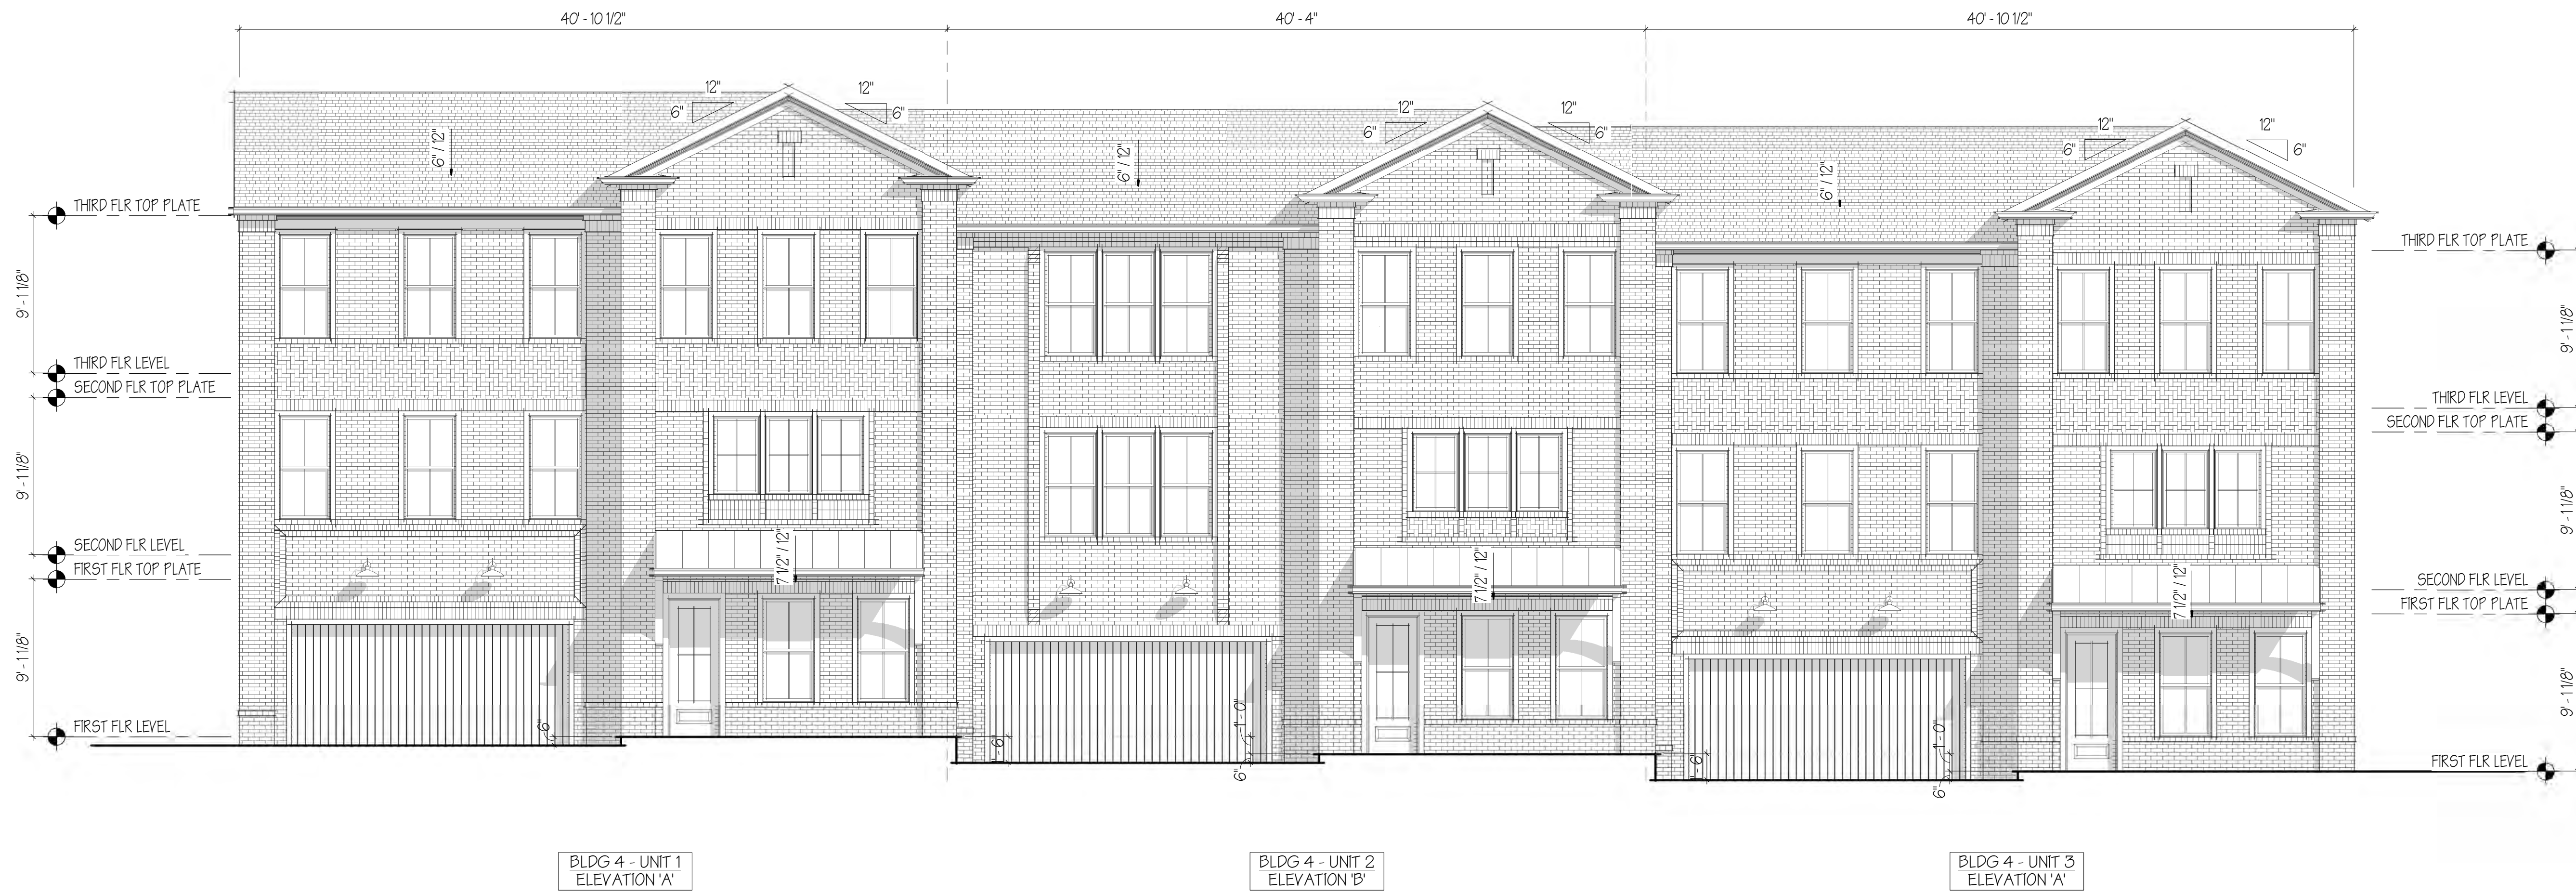 40' - 10 1/2"
40' - 4"
40' - 10 1/2"
12"
6"
12"
6"
12"
6"
12"
6"
12"
6"
12"
6"
6" / 12"
6" / 12"
6" / 12"
THIRD FLR TOP PLATE
THIRD FLR LEVEL
SECOND FLR TOP PLATE
SECOND FLR LEVEL
FIRST FLR TOP PLATE
FIRST FLR LEVEL
9' - 1 1/8"
9' - 1 1/8"
9' - 1 1/8"
7 1/2" / 12"
7 1/2" / 12"
7 1/2" / 12"
THIRD FLR TOP PLATE
THIRD FLR LEVEL
SECOND FLR TOP PLATE
SECOND FLR LEVEL
FIRST FLR TOP PLATE
FIRST FLR LEVEL
9' - 1 1/8"
9' - 1 1/8"
9' - 1 1/8"
6"
1' - 0"
6"
1' - 0"
6"
BLDG 4 - UNIT 1
ELEVATION 'A'
BLDG 4 - UNIT 2
ELEVATION 'B'
BLDG 4 - UNIT 3
ELEVATION 'A'